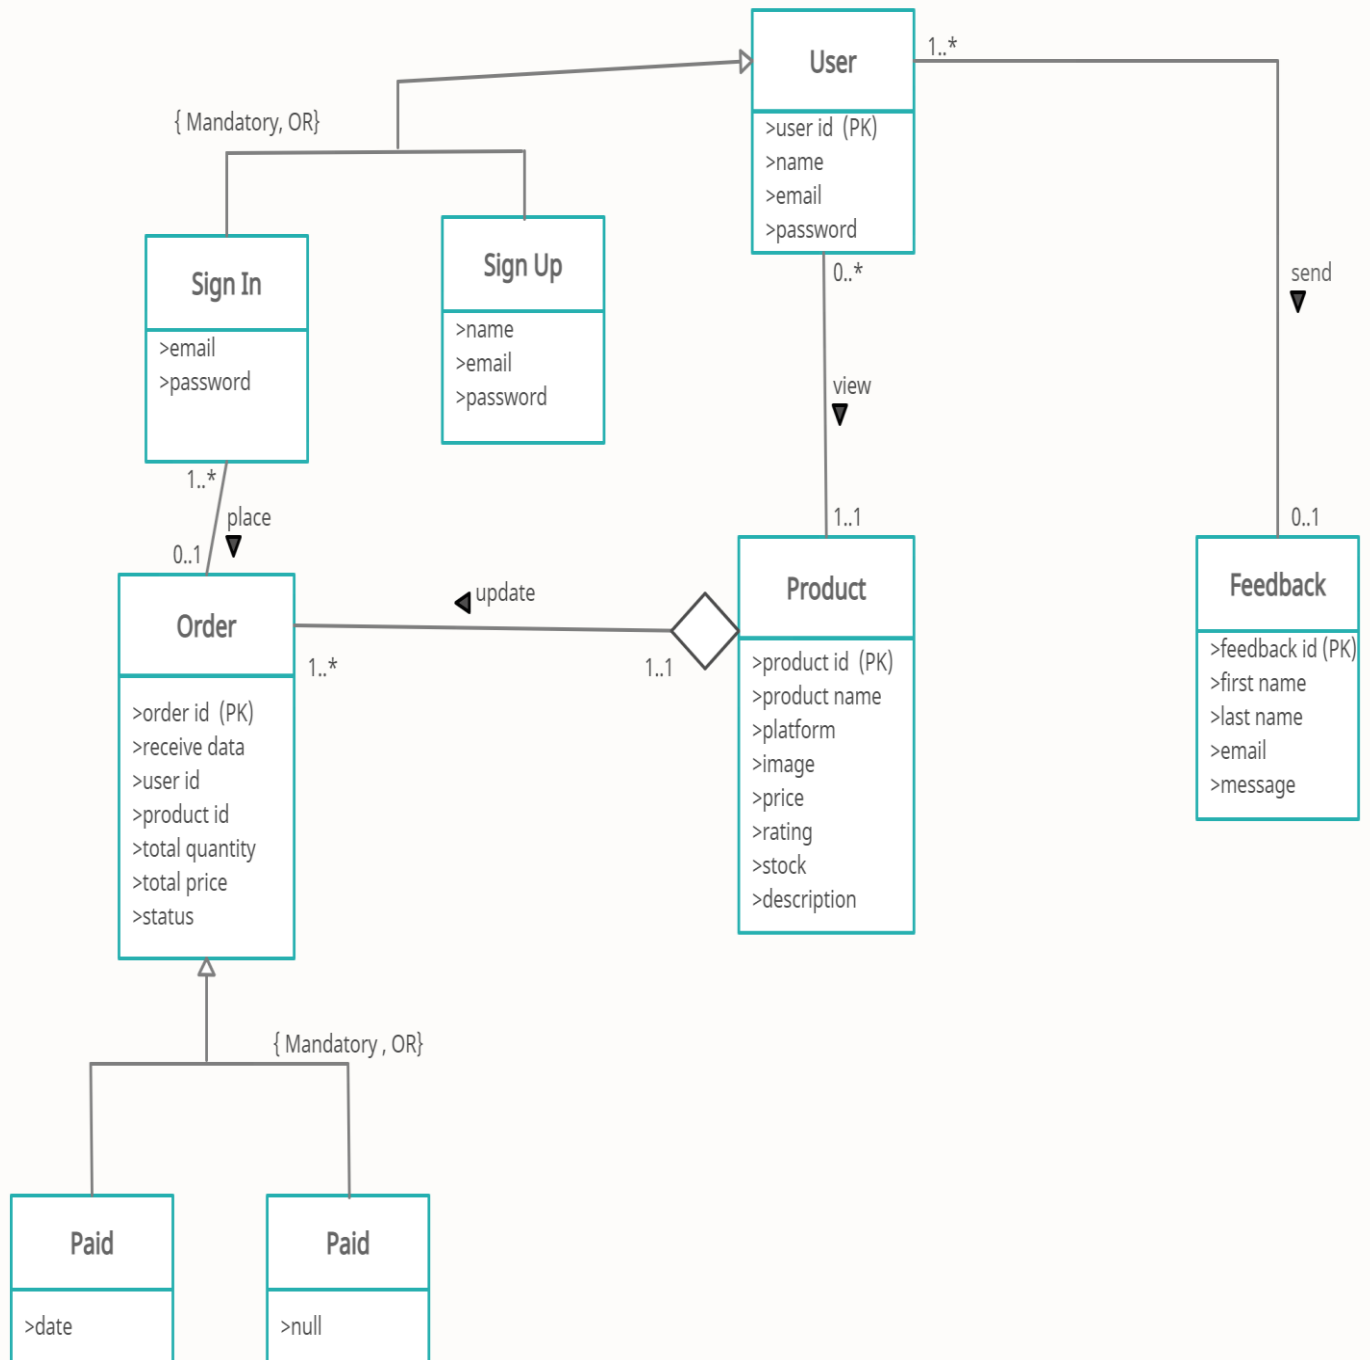 User
>user id  (PK)
>name
>email
>password
1..*
{ Mandatory, OR}
Sign In
>email
>password
Sign Up
>name
>email
>password
0..*
view
1..1
send
0..1
1..*
place
0..1
Order
>order id  (PK)
>receive data
>user id
>product id
>total quantity
>total price
>status
update
1..*
1..1
Product
>product id  (PK)
>product name
>platform
>image
>price
>rating
>stock
>description
Feedback
>feedback id (PK)
>first name
>last name
>email
>message
{ Mandatory , OR}
Paid
>date
Paid
>null